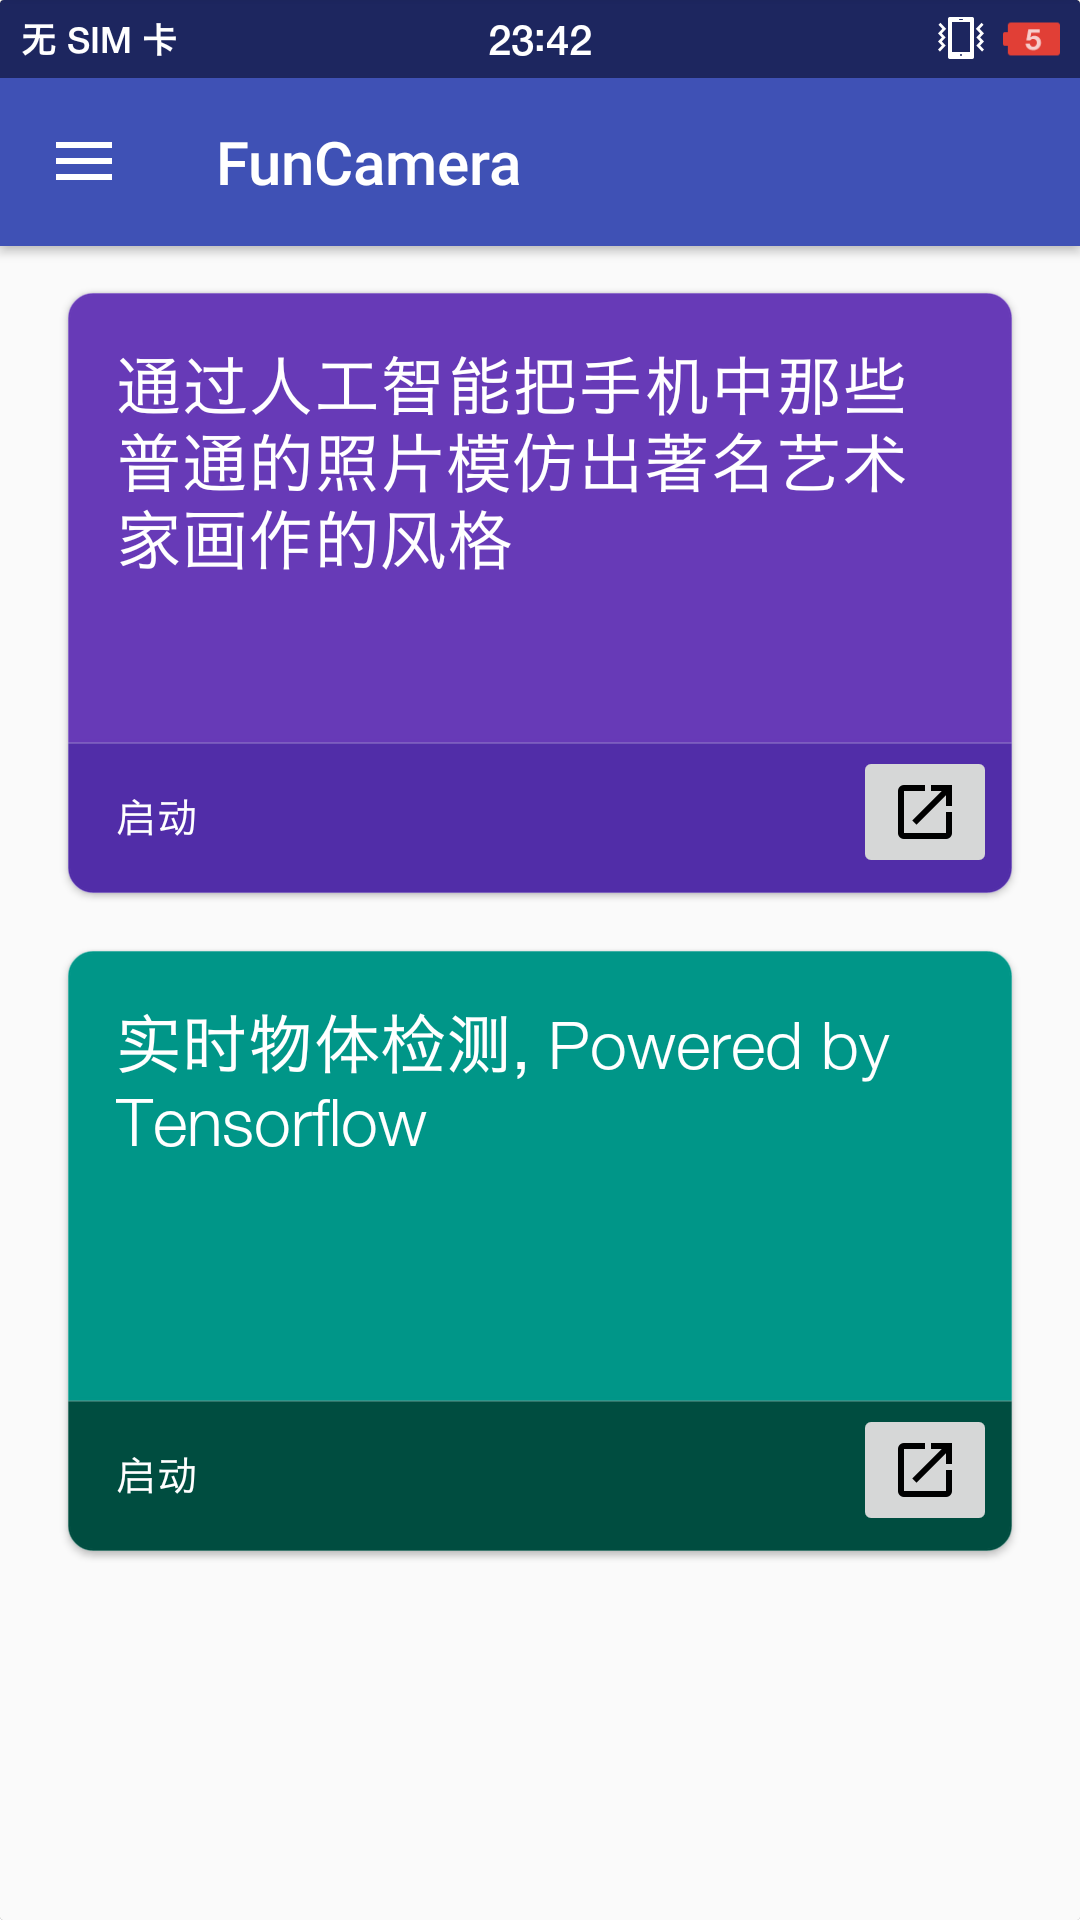 无 SIM 卡 23:42 5
FunCamera
通过人工智能把手机中那些
普通的照片模仿出著名艺术
家画作的风格
启动
实时物体检测, Powered by
Tensorflow
启动